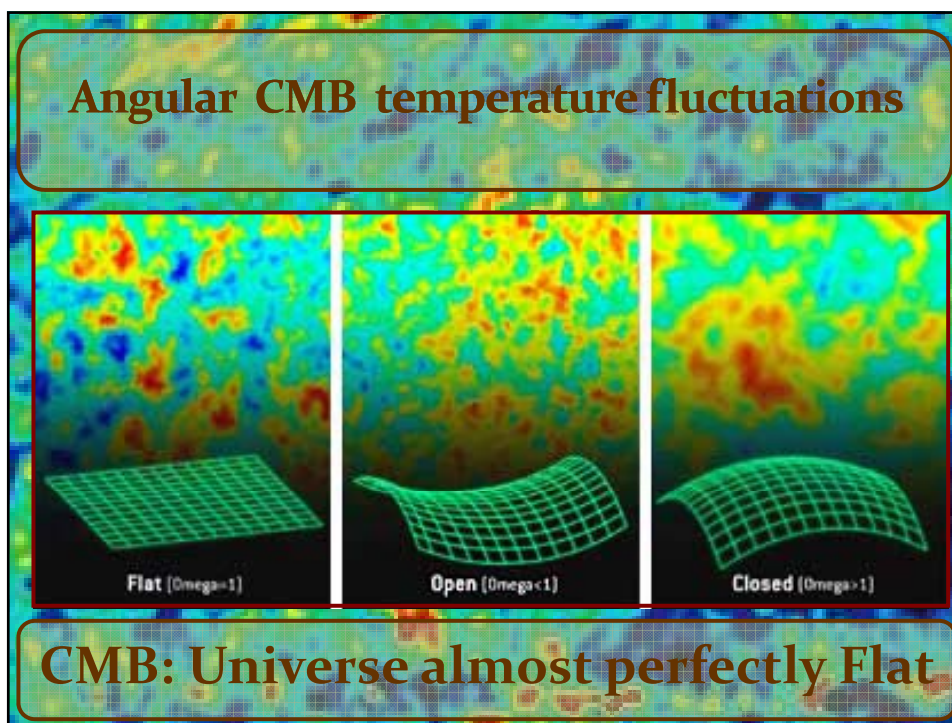 Angular CMB temperature fluctuations
Flat (Omega=1)
Open (Omega<1)
Closed (Omega>1)
CMB: Universe almost perfectly Flat